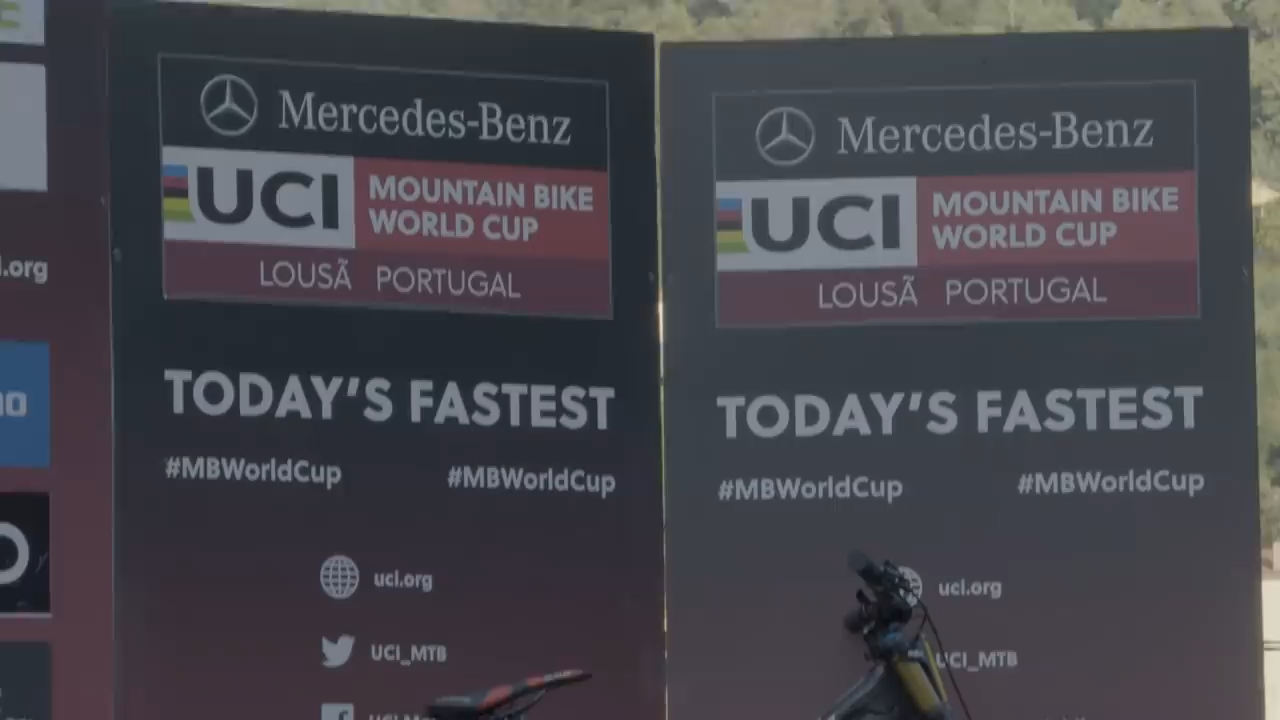 Mercedes-Benz
UCI
MOUNTAIN BIKE
WORLD CUP
LOUSÃ PORTUGAL
TODAY'S FASTEST
#MBWorldCup #MBWorldCup
uci.org
UCI_MTB
Mercedes-Benz
UCI
MOUNTAIN BIKE
WORLD CUP
LOUSÃ PORTUGAL
TODAY'S FASTEST
#MBWorldCup #MBWorldCup
uci.org
UCI_MTB
.org